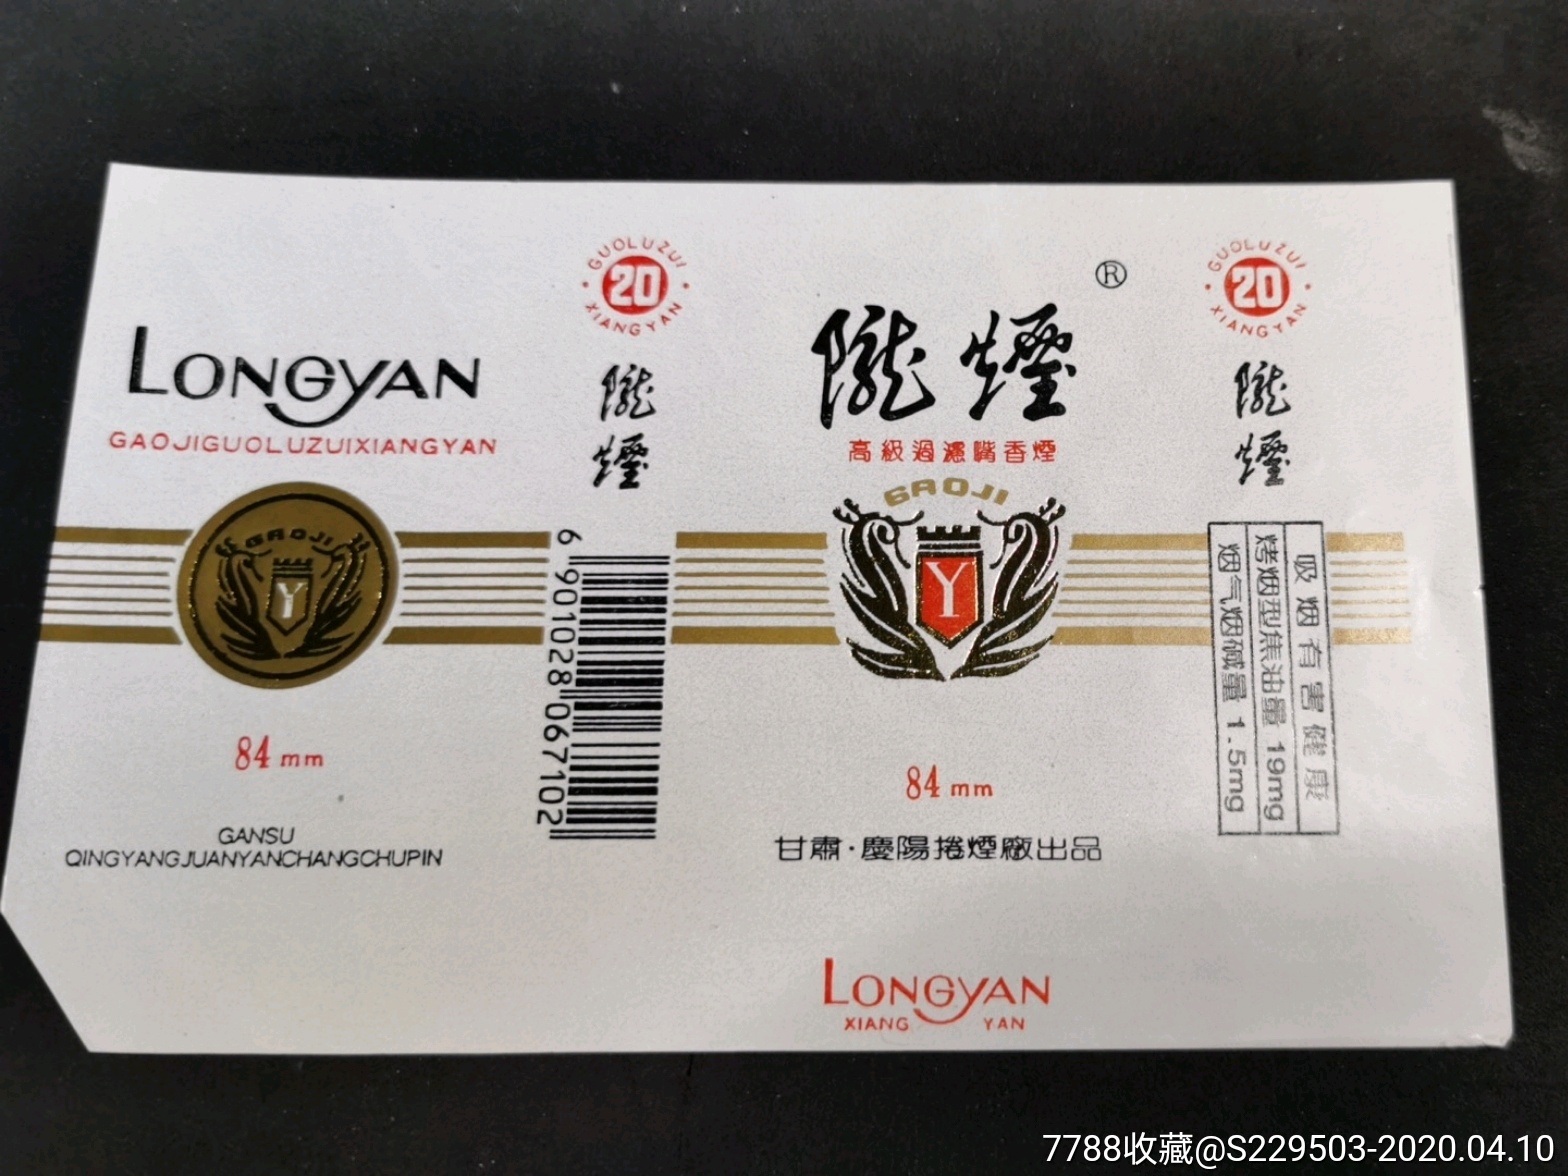 LONGYAN
GAOJIGUOLUZUIXIANGYAN
GAOJI
Y
84 mm
GANSU
QINGYANGJUANYANCHANGCHUPIN
GUOLUZUI
20
XIANGYAN
隴
煙
6 901028 067102
®
隴煙
高級過濾嘴香煙
GAOJI
Y
84 mm
甘肅·慶陽捲煙廠出品
LONGYAN
XIANG YAN
GUOLUZUI
20
XIANGYAN
隴
煙
吸烟有害健康
烤烟型焦油量 19mg
烟气烟碱量 1.5mg
7788收藏@S229503-2020.04.10